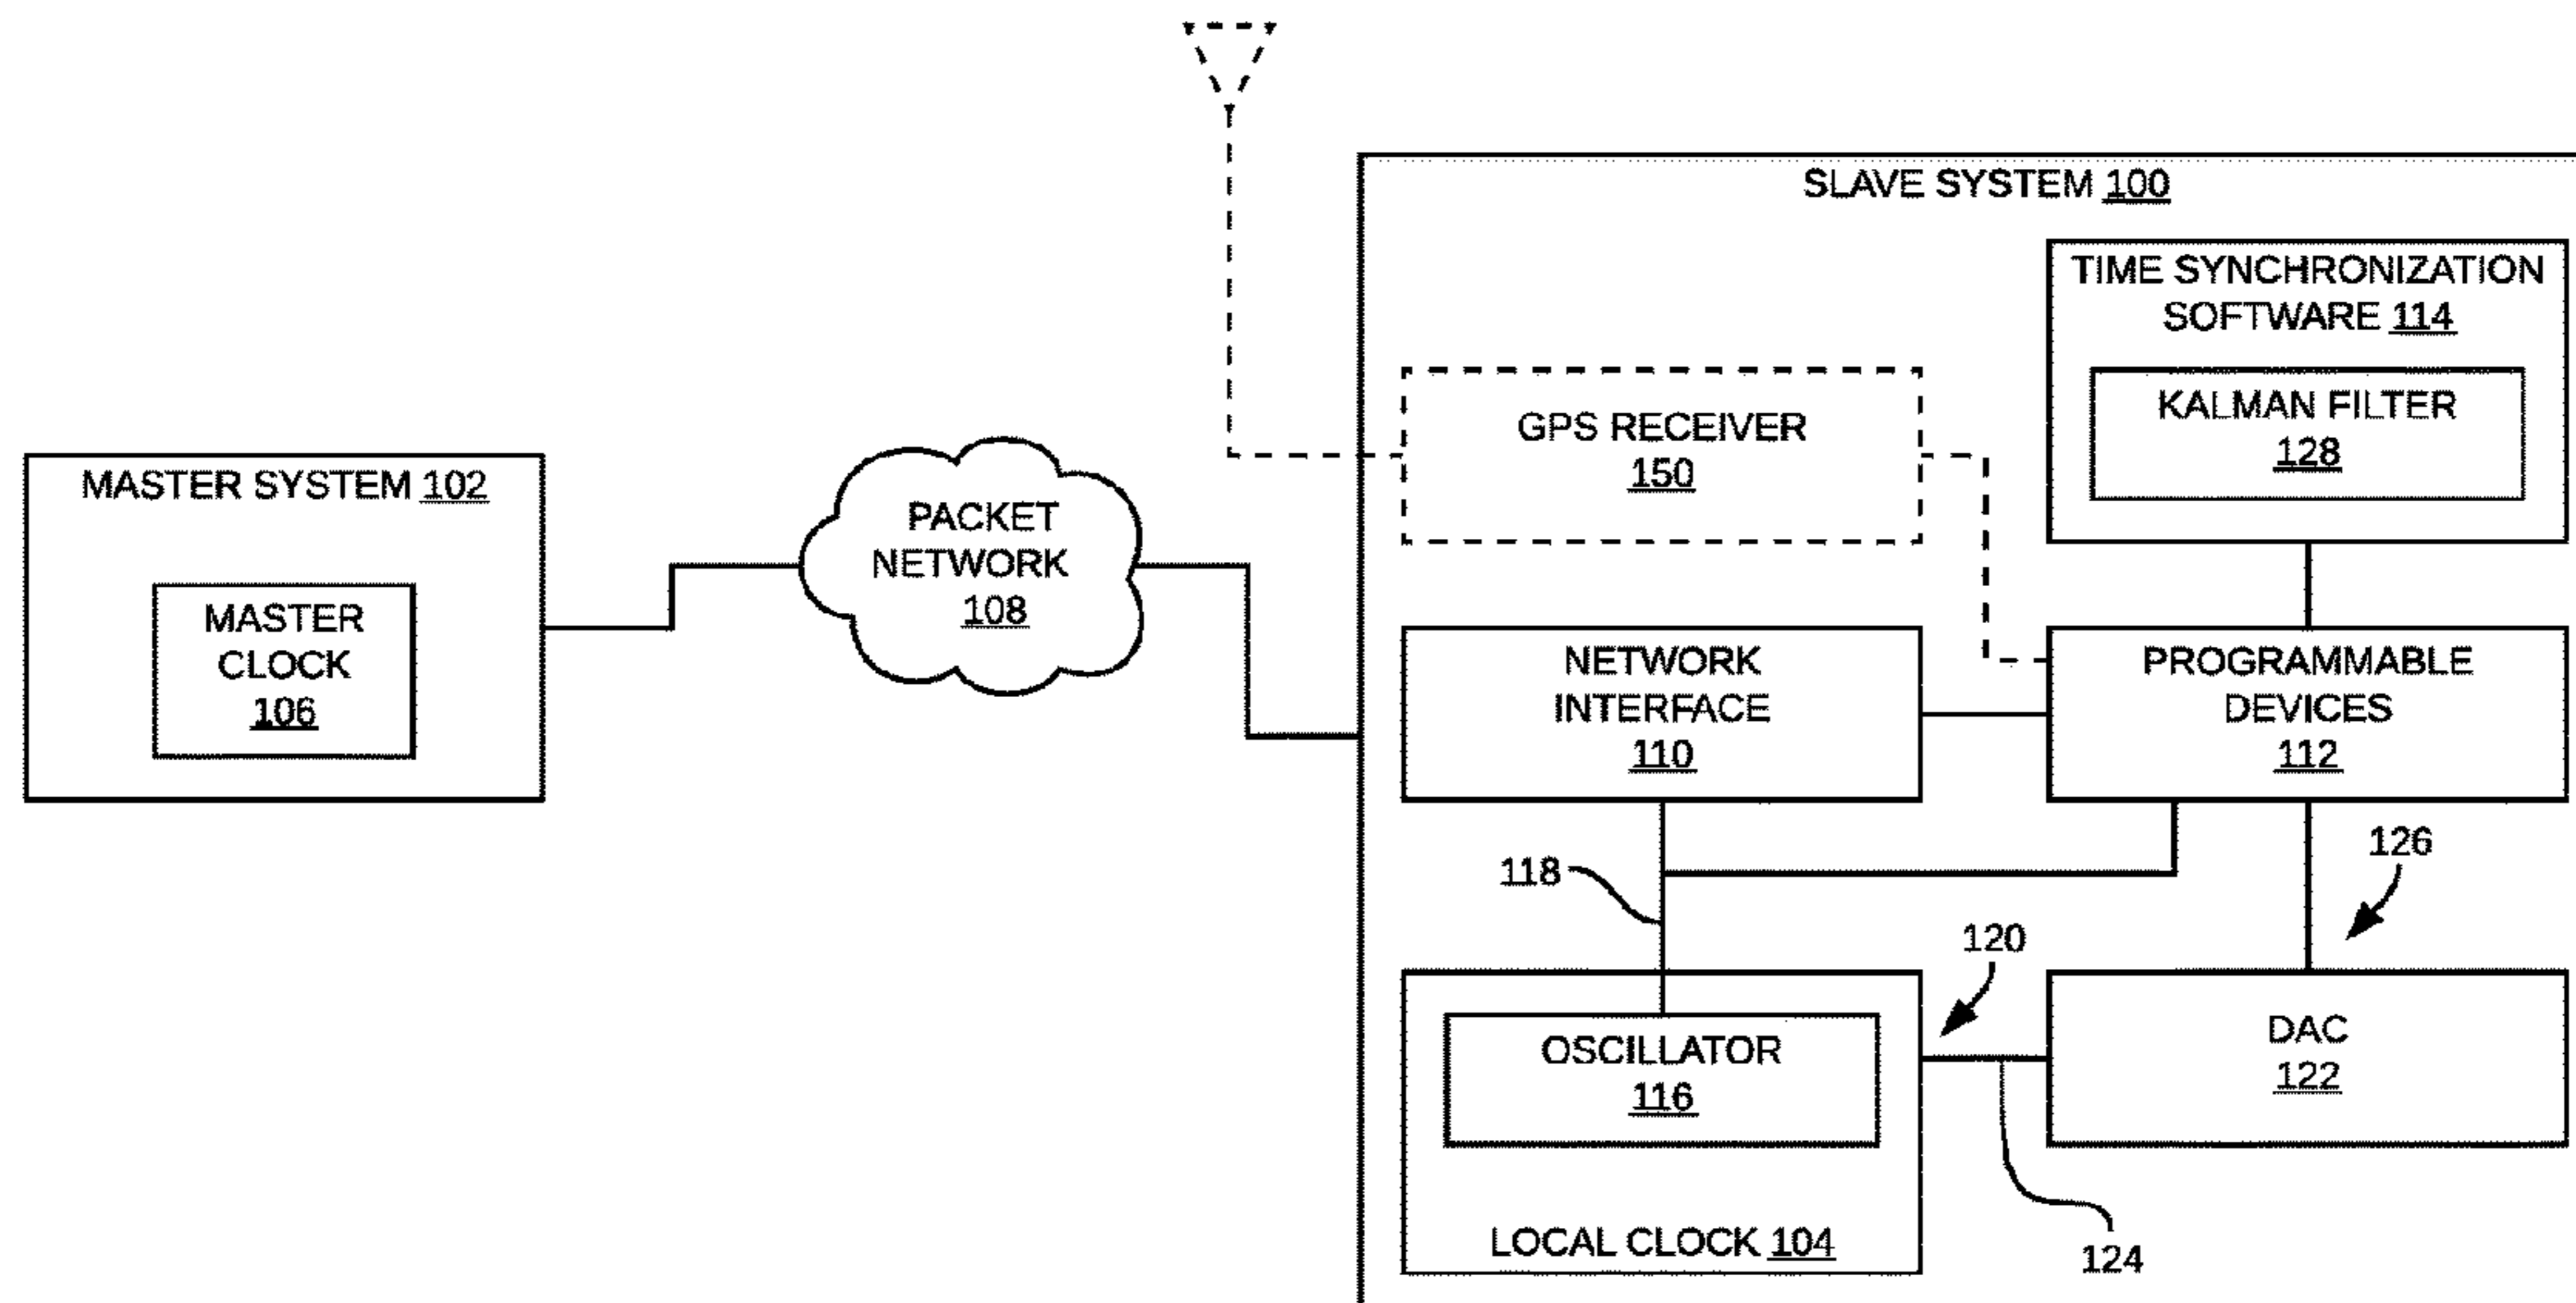 SLAVE SYSTEM 100
TIME SYNCHRONIZATION
SOFTWARE 114
KALMAN FILTER
128
GPS RECEIVER
150
MASTER SYSTEM 102
MASTER
CLOCK
106
PACKET
NETWORK
108
NETWORK
INTERFACE
110
PROGRAMMABLE
DEVICES
112
118
126
120
OSCILLATOR
116
DAC
122
LOCAL CLOCK 104
124